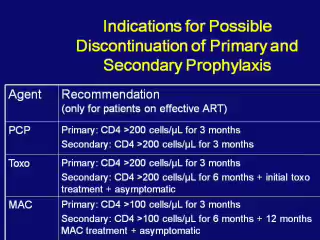 Indications for Possible
Discontinuation of Primary and
Secondary Prophylaxis
Agent
Recommendation
(only for patients on effective ART)
PCP
Primary: CD4 >200 cells/µL for 3 months
Secondary: CD4 >200 cells/µL for 3 months
Toxo
Primary: CD4 >200 cells/µL for 3 months
Secondary: CD4 >200 cells/µL for 6 months + initial toxo
treatment + asymptomatic
MAC
Primary: CD4 >100 cells/µL for 3 months
Secondary: CD4 >100 cells/µL for 6 months + 12 months
MAC treatment + asymptomatic